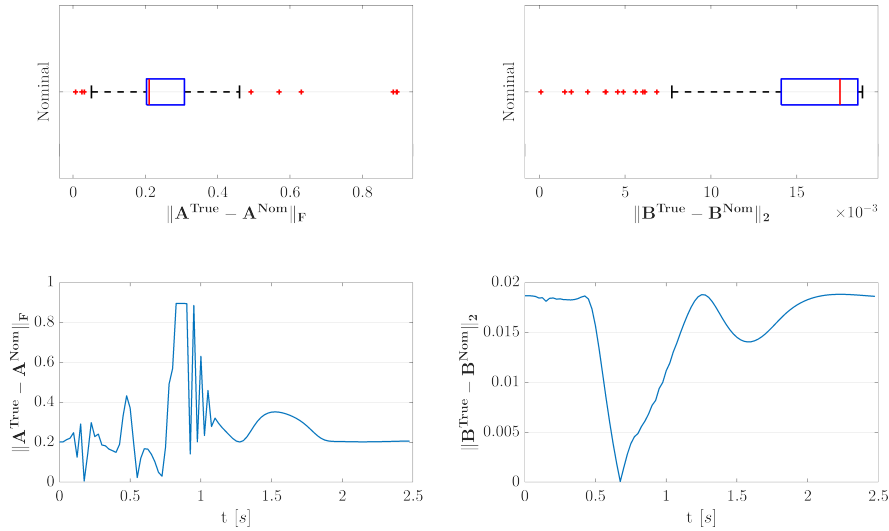 Nominal
0 0.2 0.4 0.6 0.8
‖A^True − A^Nom‖_F
Nominal
0 5 10 15
×10^−3
‖B^True − B^Nom‖_2
1
0.8
0.6
0.4
0.2
0
‖A^True − A^Nom‖_F
0 0.5 1 1.5 2 2.5
t [s]
0.02
0.015
0.01
0.005
0
‖B^True − B^Nom‖_2
0 0.5 1 1.5 2 2.5
t [s]